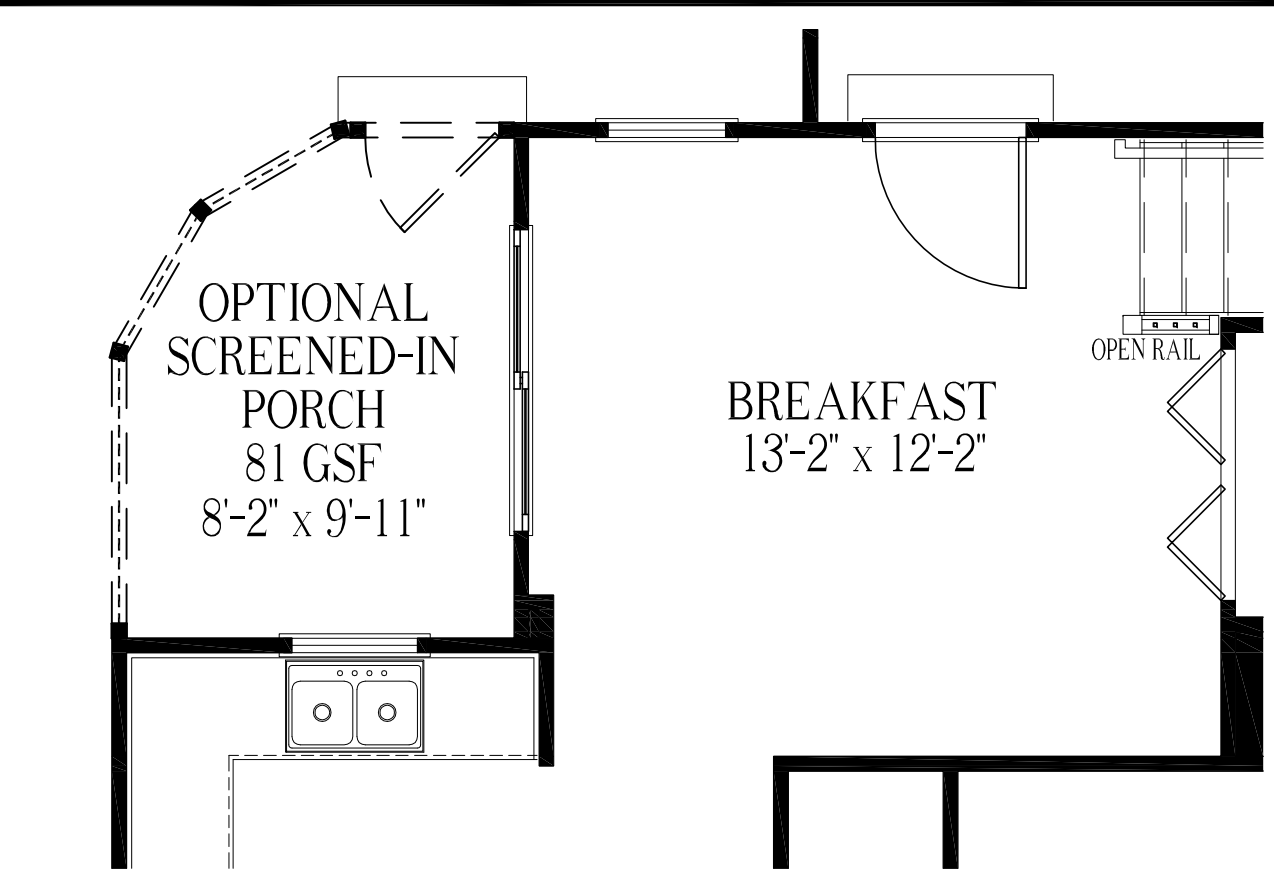 OPTIONAL
SCREENED-IN
PORCH
81 GSF
8'-2" x 9'-11"
BREAKFAST
13'-2" x 12'-2"
OPEN RAIL